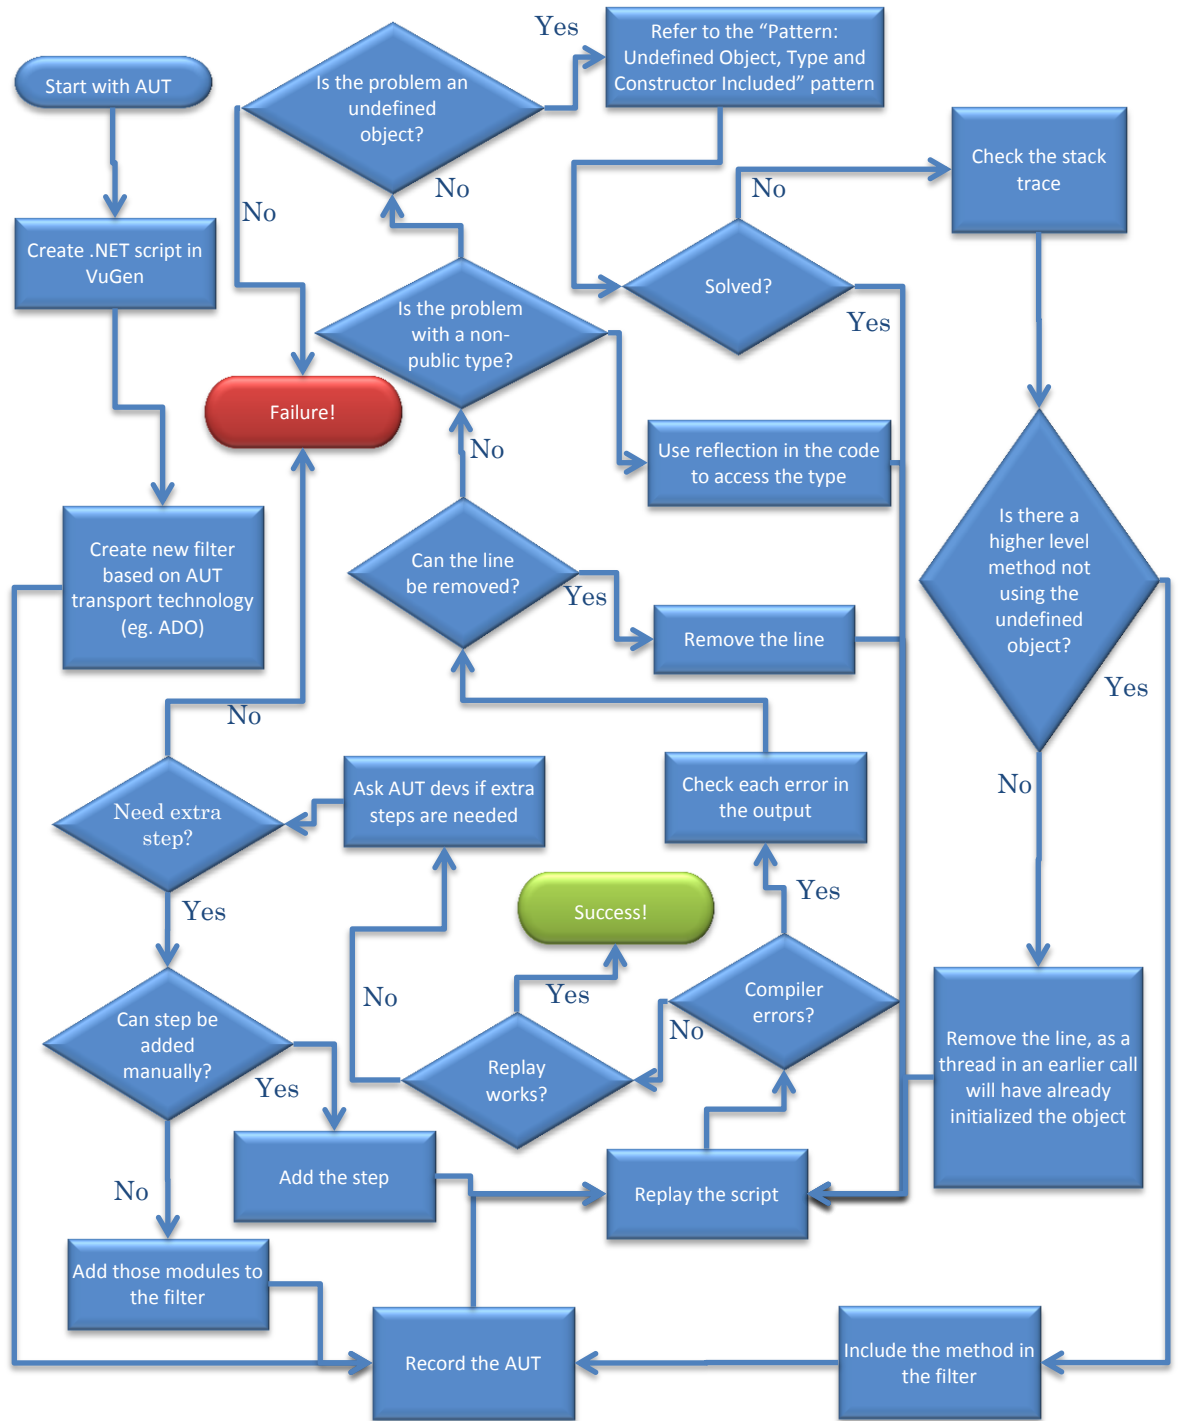 Start with AUT
Create .NET script in
VuGen
Create new filter
based on AUT
transport technology
(eg. ADO)
Is the problem an
undefined
object?
Yes
No
No
Refer to the “Pattern:
Undefined Object, Type and
Constructor Included” pattern
Solved?
No
Yes
Check the stack
trace
Is the problem
with a non-
public type?
No
Failure!
Use reflection in the code
to access the type
Can the line
be removed?
Yes
Remove the line
Is there a
higher level
method not
using the
undefined
object?
Yes
No
No
Need extra
step?
Yes
Ask AUT devs if extra
steps are needed
Check each error in
the output
Yes
Success!
Yes
No
No
Compiler
errors?
Replay
works?
Can step be
added
manually?
Yes
No
Add the step
Replay the script
Remove the line, as a
thread in an earlier call
will have already
initialized the object
Add those modules to
the filter
Record the AUT
Include the method in
the filter